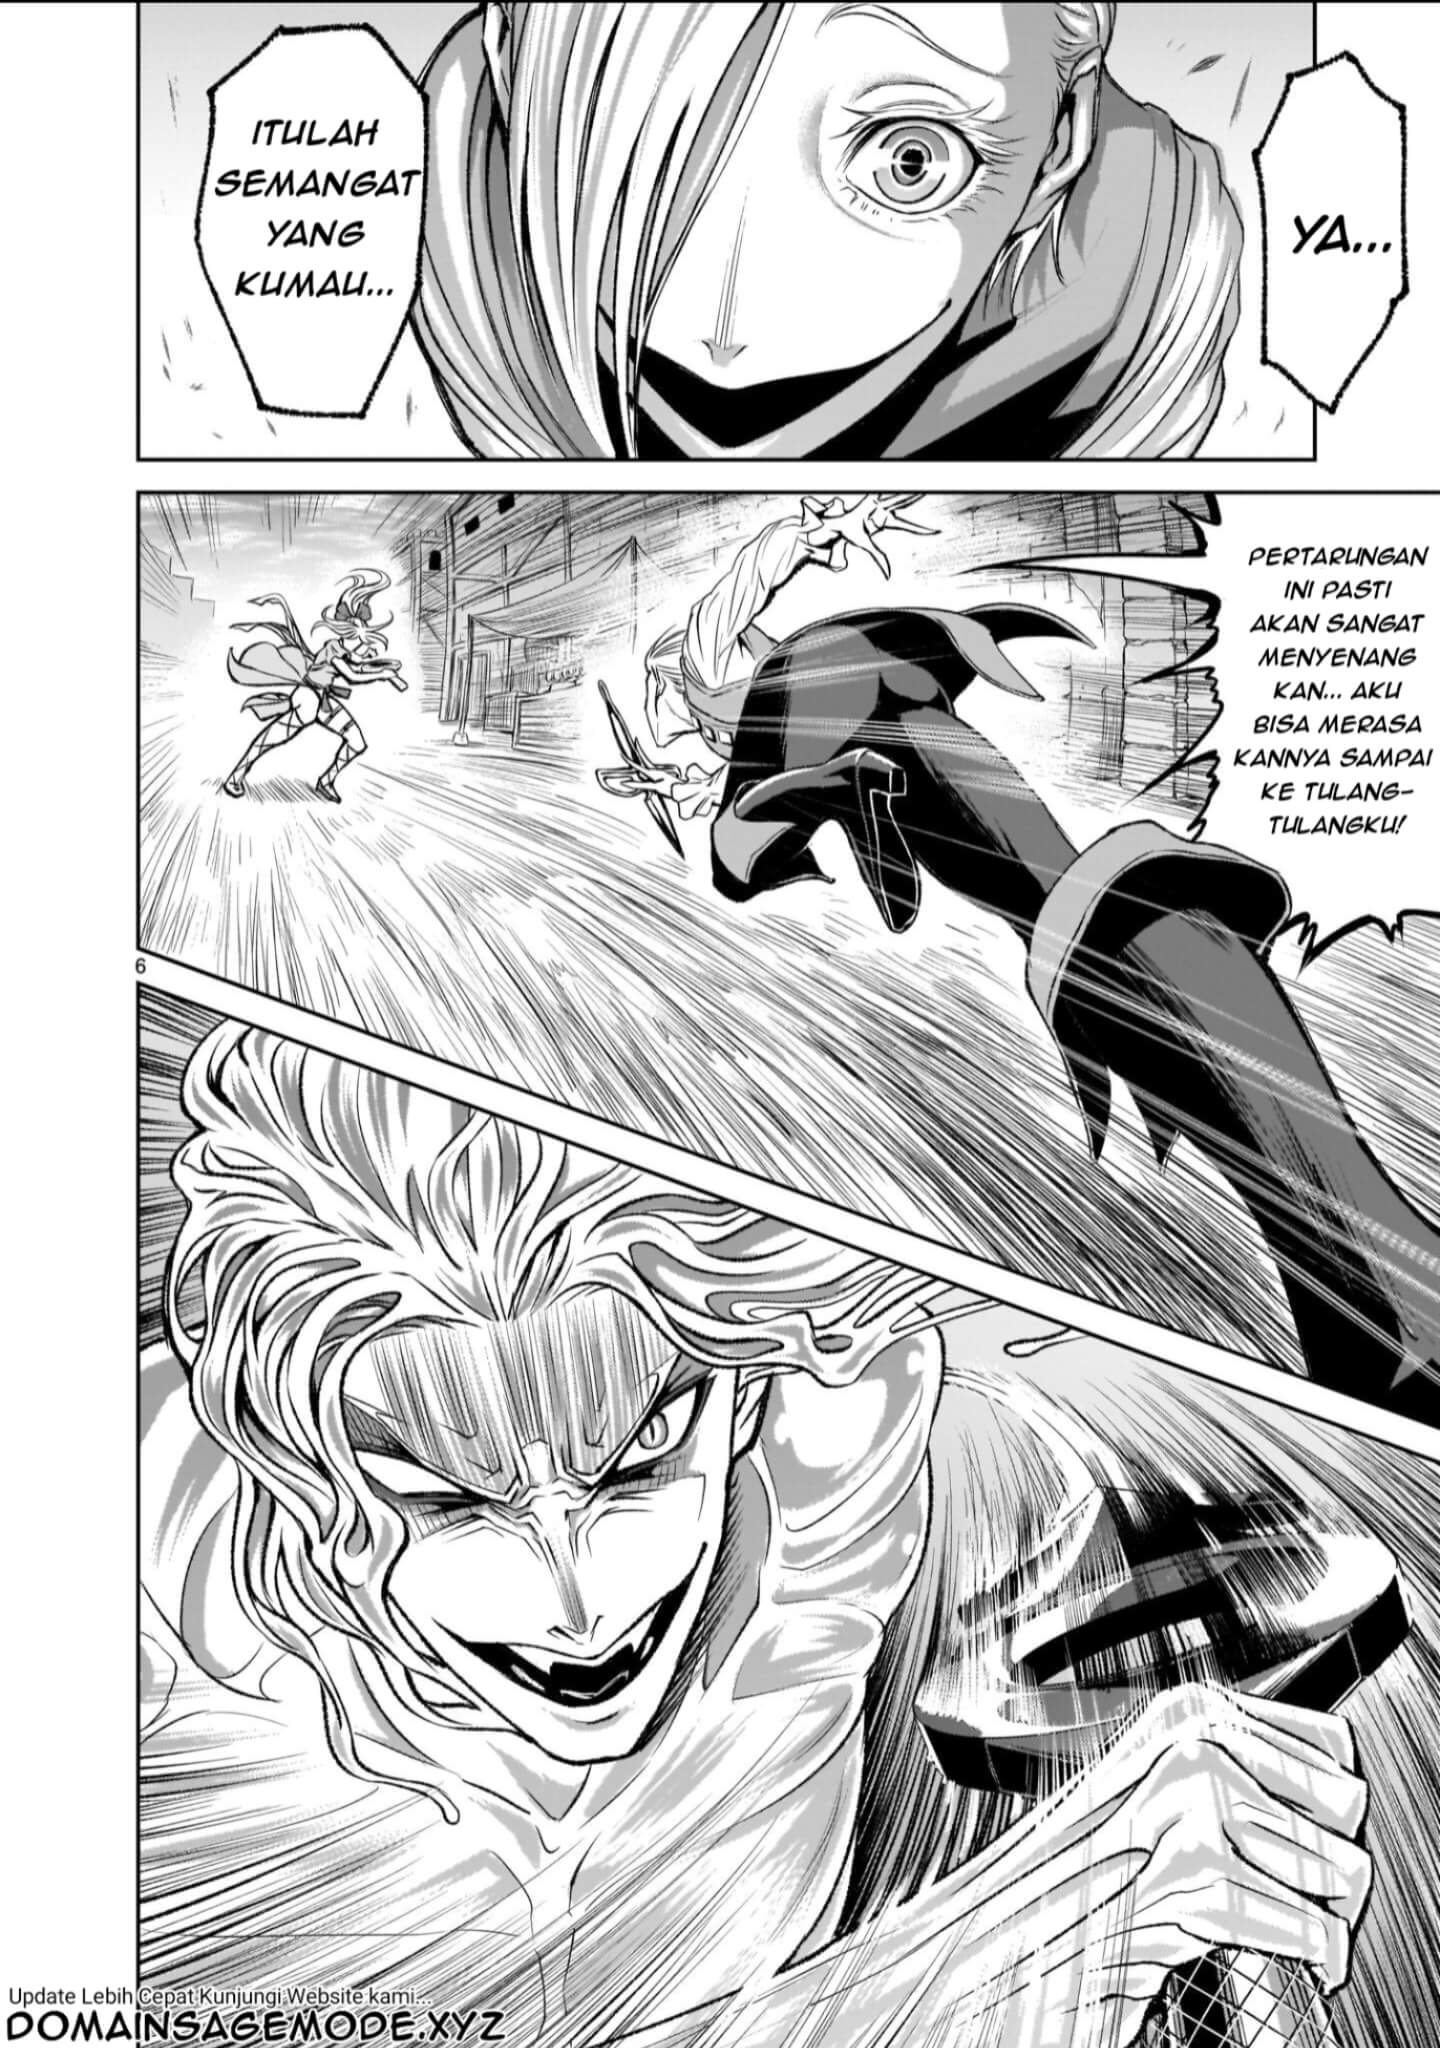 YA...
ITULAH
SEMANGAT
YANG
KUMAU...
PERTARUNGAN
INI PASTI
AKAN SANGAT
MENYENANG
KAN... AKU
BISA MERASA
KANNYA SAMPAI
KE TULANG-
TULANGKU!
6
Update Lebih Cepat Kunjungi Website kami...
DOMAINSAGEMODE.XYZ